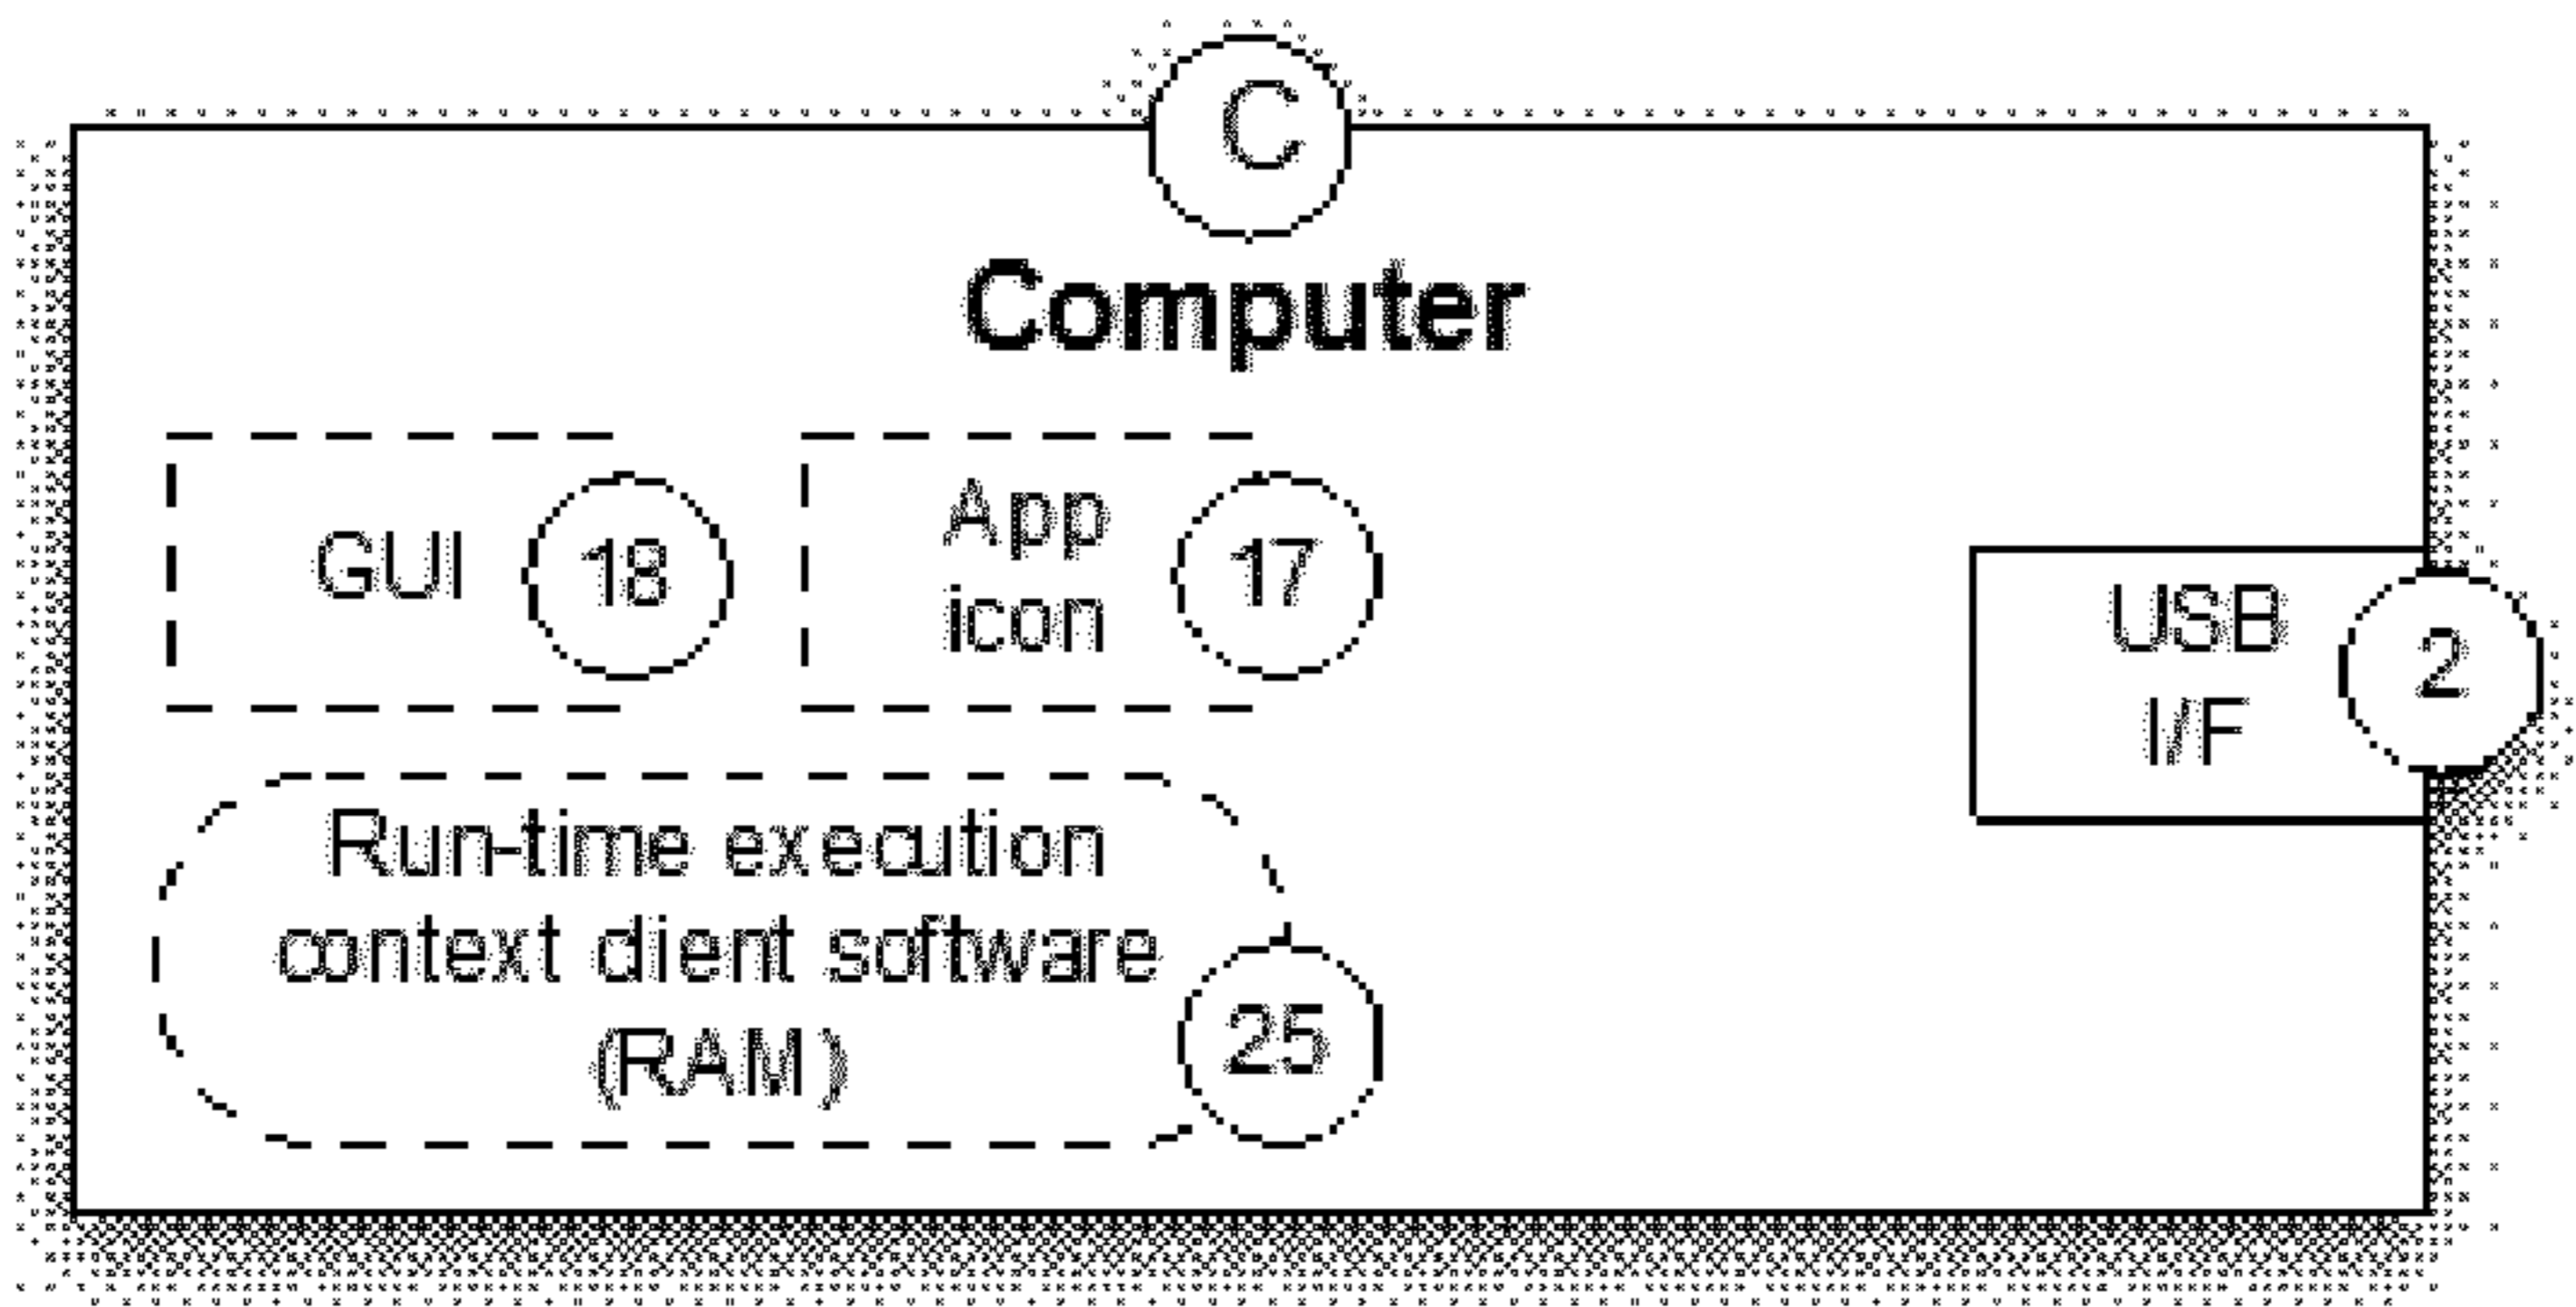 C
Computer
GUI
18
App
icon
17
USB
I/F
2
Run-time execution
context client software
(RAM)
25